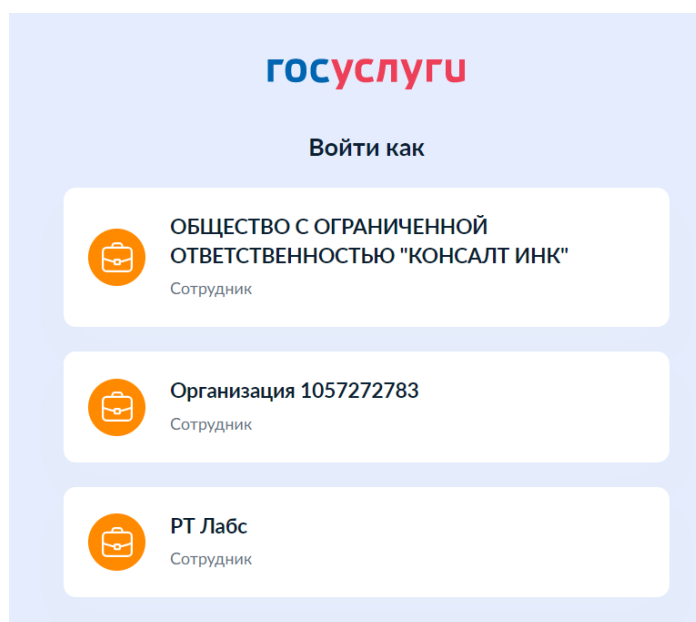 госуслуги
Войти как
ОБЩЕСТВО С ОГРАНИЧЕННОЙ
ОТВЕТСТВЕННОСТЬЮ "КОНСАЛТ ИНК"
Сотрудник
Организация 1057272783
Сотрудник
РТ Лабс
Сотрудник